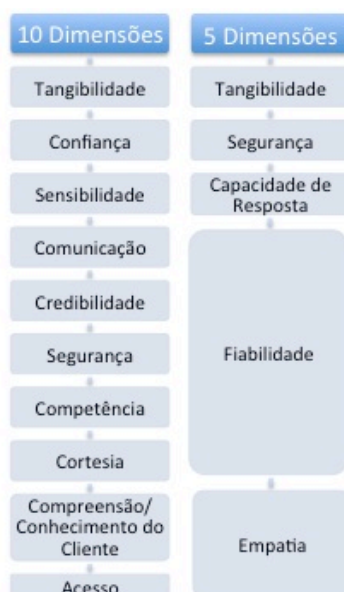 10 Dimensões
Tangibilidade
Confiança
Sensibilidade
Comunicação
Credibilidade
Segurança
Competência
Cortesia
Compreensão/
Conhecimento do
Cliente
Acesso
5 Dimensões
Tangibilidade
Segurança
Capacidade de
Resposta
Fiabilidade
Empatia